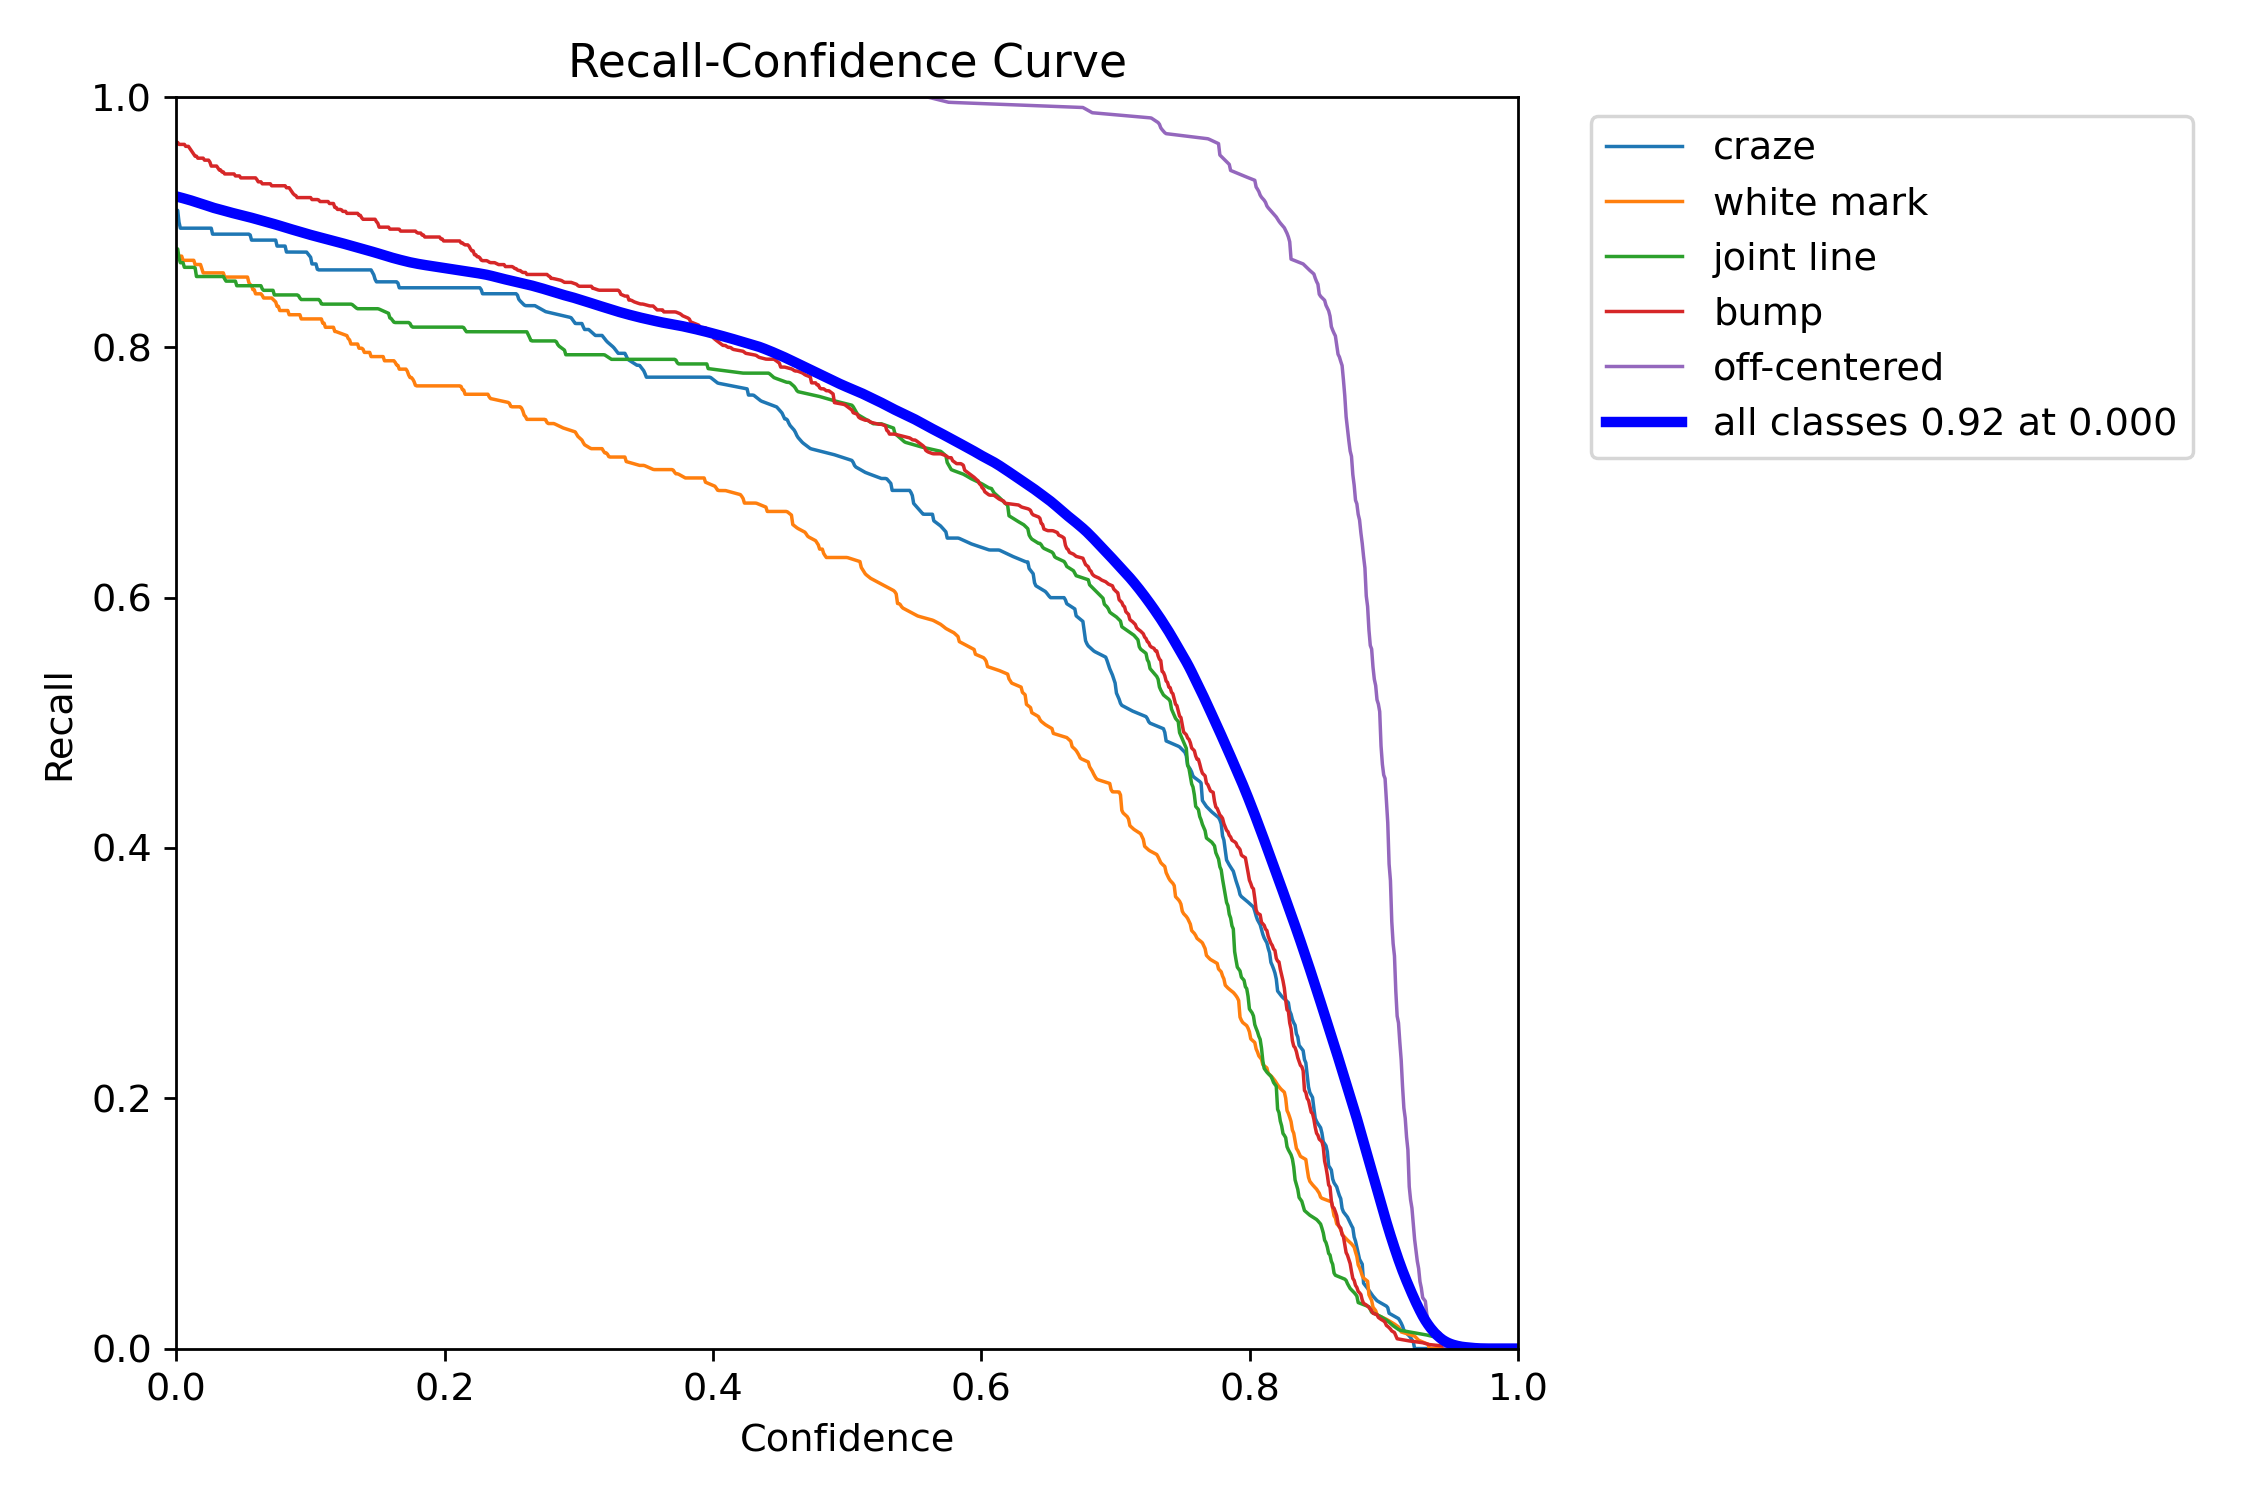 Recall-Confidence Curve
1.0
0.8
0.6
0.4
0.2
0.0
Recall
0.0 0.2 0.4 0.6 0.8 1.0
Confidence
craze
white mark
joint line
bump
off-centered
all classes 0.92 at 0.000